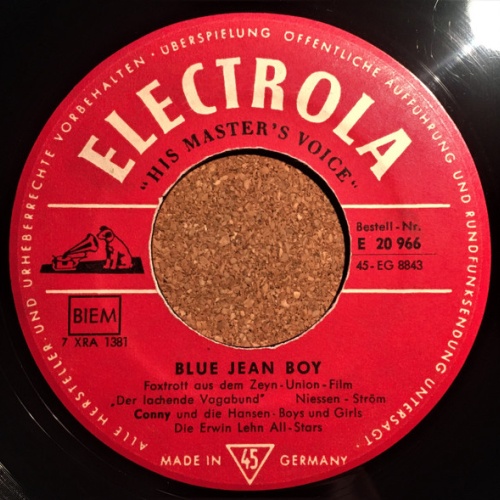 ALLE HERSTELLER- UND URHEBERRECHTE VORBEHALTEN · ÜBERSPIELUNG ÖFFENTLICHE AUFFÜHRUNG UND RUNDFUNKSENDUNG UNTERSAGT ·
ELECTROLA
"HIS MASTER'S VOICE"
Bestell-Nr.
E 20 966
45-EG 8843
BIEM
7 XRA 1381
BLUE JEAN BOY
Foxtrott aus dem Zeyn-Union-Film
„Der lachende Vagabund" Niessen-Ström
Conny und die Hansen-Boys und Girls
Die Erwin Lehn All-Stars
MADE IN 45 GERMANY